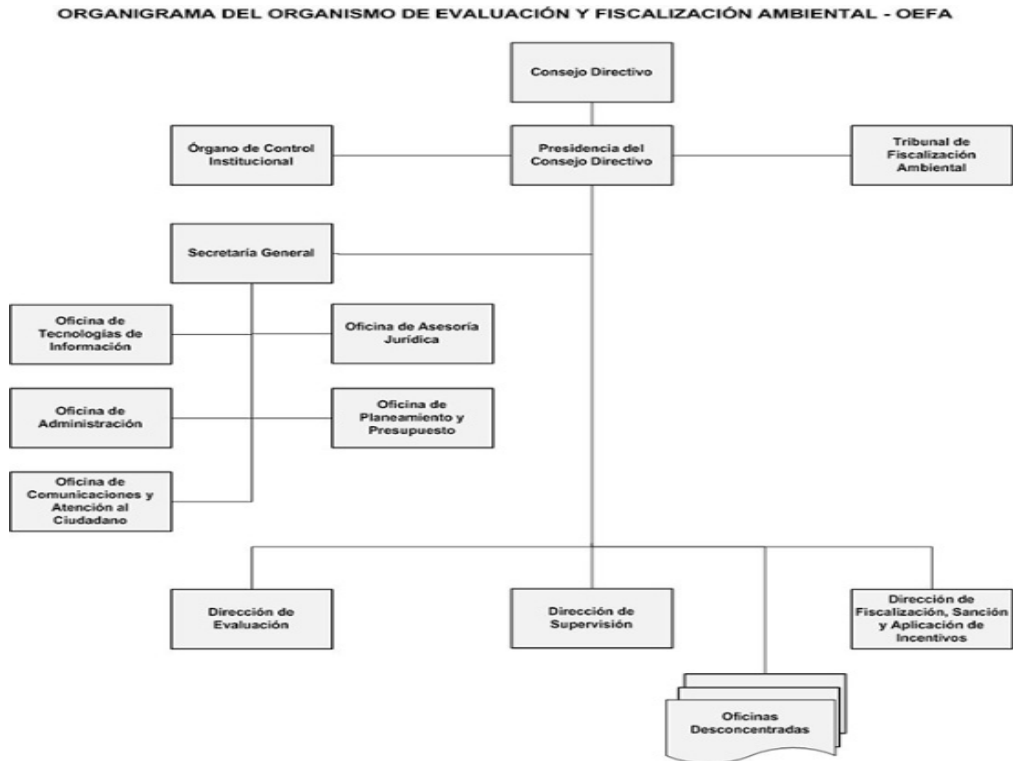 ORGANIGRAMA DEL ORGANISMO DE EVALUACIÓN Y FISCALIZACIÓN AMBIENTAL - OEFA
Consejo Directivo
Órgano de Control
Institucional
Presidencia del
Consejo Directivo
Tribunal de
Fiscalización
Ambiental
Secretaría General
Oficina de
Tecnologías de
Información
Oficina de Asesoría
Jurídica
Oficina de
Administración
Oficina de
Planeamiento y
Presupuesto
Oficina de
Comunicaciones y
Atención al
Ciudadano
Dirección de
Evaluación
Dirección de
Supervisión
Dirección de
Fiscalización, Sanción
y Aplicación de
Incentivos
Oficinas
Desconcentradas